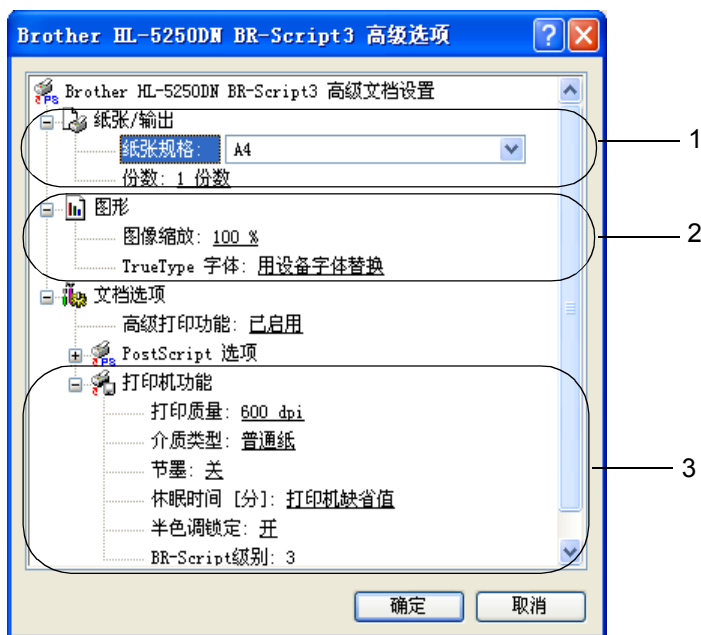 Brother HL-5250DN BR-Script3 高级选项
Brother HL-5250DN BR-Script3 高级文档设置
纸张/输出
纸张规格: A4
份数: 1 份数
1
图形
图像缩放: 100 %
TrueType 字体: 用设备字体替换
2
文档选项
高级打印功能: 已启用
PostScript 选项
PS
打印机功能
打印质量: 600 dpi
介质类型: 普通纸
节墨: 关
休眠时间 [分]: 打印机缺省值
半色调锁定: 开
BR-Script级别: 3
3
确定 取消